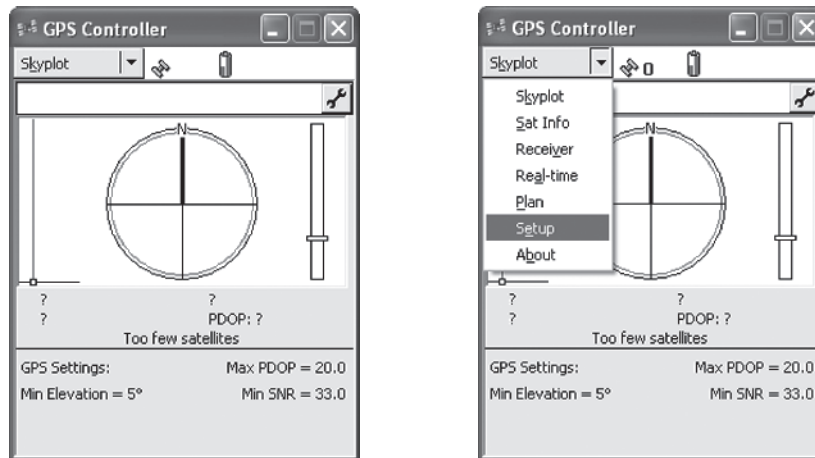 GPS Controller
Skyplot
N
? ?
? PDOP: ?
Too few satellites
GPS Settings: Max PDOP = 20.0
Min Elevation = 5° Min SNR = 33.0
GPS Controller
Skyplot 0
Skyplot
Sat Info
Receiver
Real-time
Plan
Setup
About
N
? ?
? PDOP: ?
Too few satellites
GPS Settings: Max PDOP = 20.0
Min Elevation = 5° Min SNR = 33.0